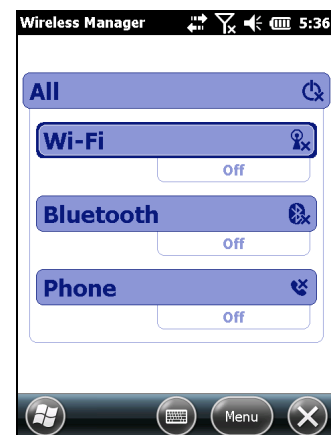 Wireless Manager 5:36
All
Wi-Fi
Off
Bluetooth
Off
Phone
Off
Menu